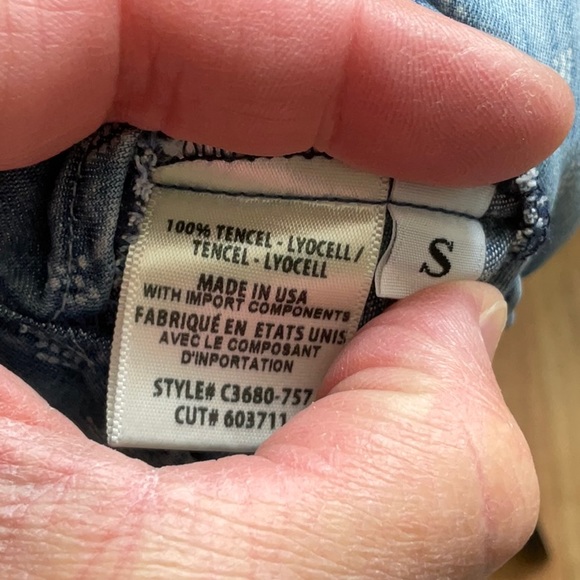 100% TENCEL - LYOCELL /
TENCEL - LYOCELL
MADE IN USA
WITH IMPORT COMPONENTS
FABRIQUÉ EN ETATS UNIS
AVEC LE COMPOSANT
D'INPORTATION
STYLE# C3680-757
CUT# 603711
S